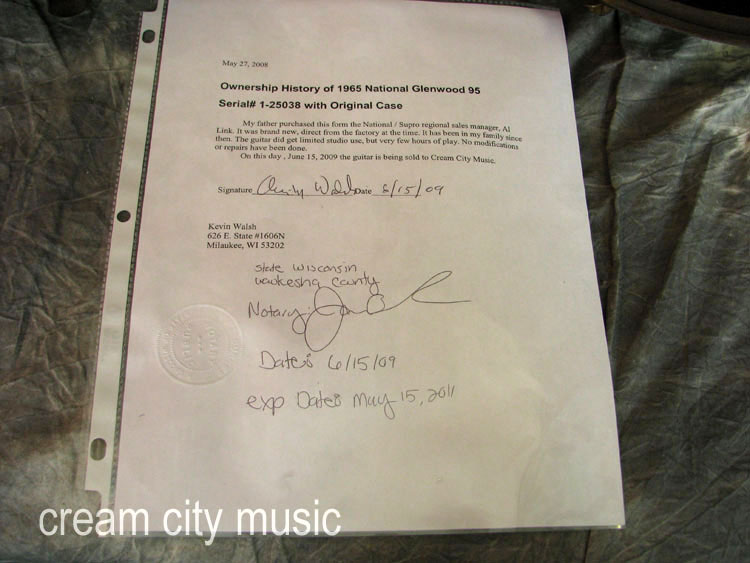 May 27, 2008
Ownership History of 1965 National Glenwood 95
Serial# 1-25038 with Original Case
My father purchased this form the National / Supro regional sales manager, Al
Link. It was brand new, direct from the factory at the time. It has been in my family since
then. The guitar did get limited studio use, but very few hours of play. No modifications
or repairs have been done.
On this day , June 15, 2009 the guitar is being sold to Cream City Music.
Signature Date 6/15/09
Kevin Walsh
626 E. State #1606N
Milaukee, WI 53202
state wisconsin
waukesha county
Notary:
Date: 6/15/09
exp Date: May 15, 2011
cream city music